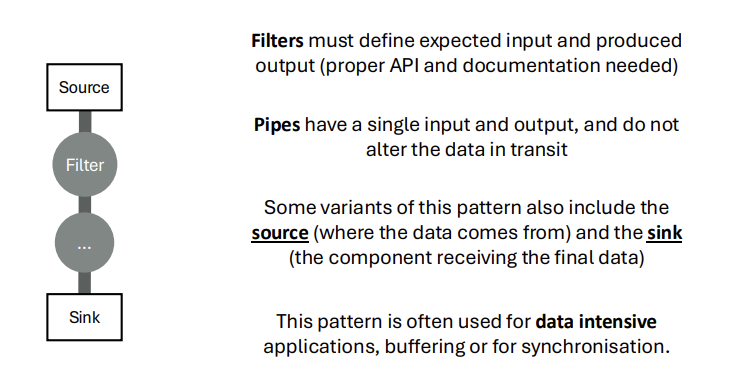 Filters must define expected input and produced
output (proper API and documentation needed)
Source
Pipes have a single input and output, and do not
alter the data in transit
Filter
Some variants of this pattern also include the
source (where the data comes from) and the sink
(the component receiving the final data)
...
Sink
This pattern is often used for data intensive
applications, buffering or for synchronisation.